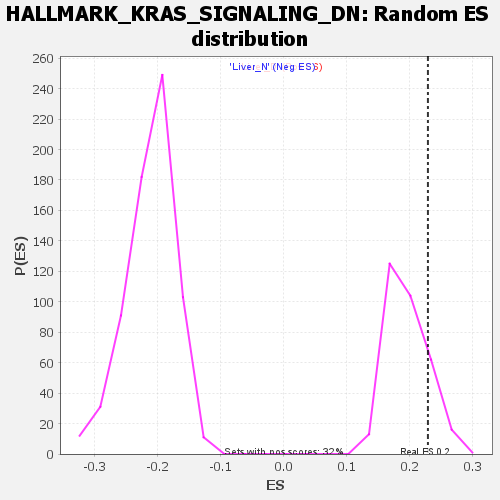 HALLMARK_KRAS_SIGNALING_DN: Random ES
distribution
'Liver_N' (Neg ES)
P(ES)
260
240
220
200
180
160
140
120
100
80
60
40
20
0
Sets with pos scores: 32%
Real ES 0.2
-0.3 -0.2 -0.1 0.0 0.1 0.2 0.3
ES